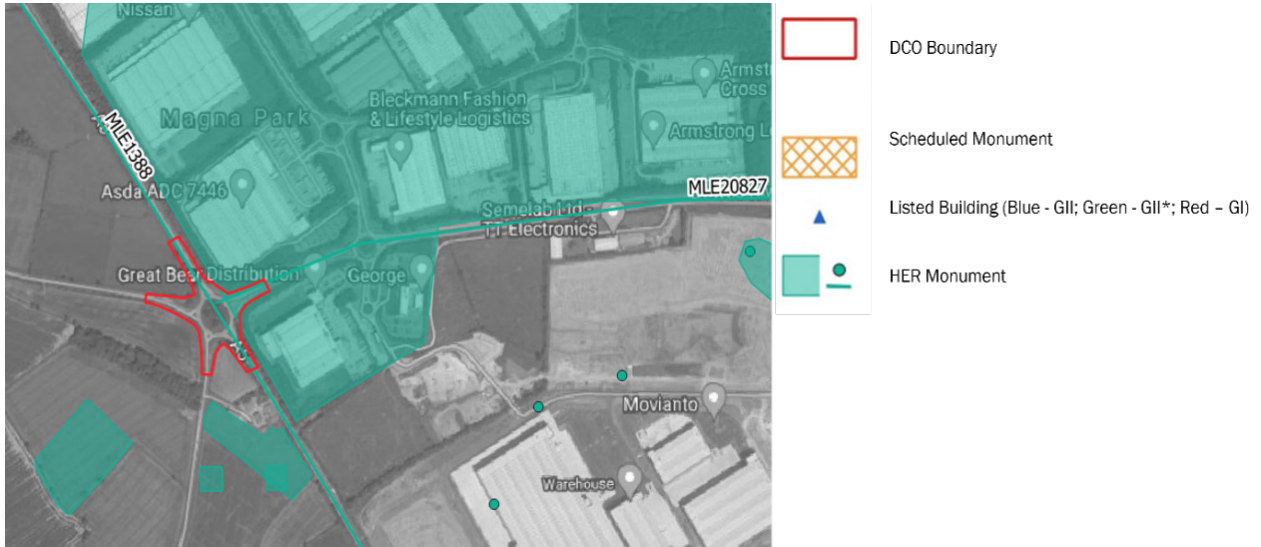 Nissan
Armst
Cross
Bleckmann Fashion
& Lifestyle Logistics
Magna Park
Armstrong L
MLE1388
Asda ADC 7446
MLE20827
Semelab Ltd -
TT Electronics
Great Bear Distribution
George
A5
Movianto
Warehouse
DCO Boundary
Scheduled Monument
Listed Building (Blue - GII; Green - GII*; Red – GI)
HER Monument